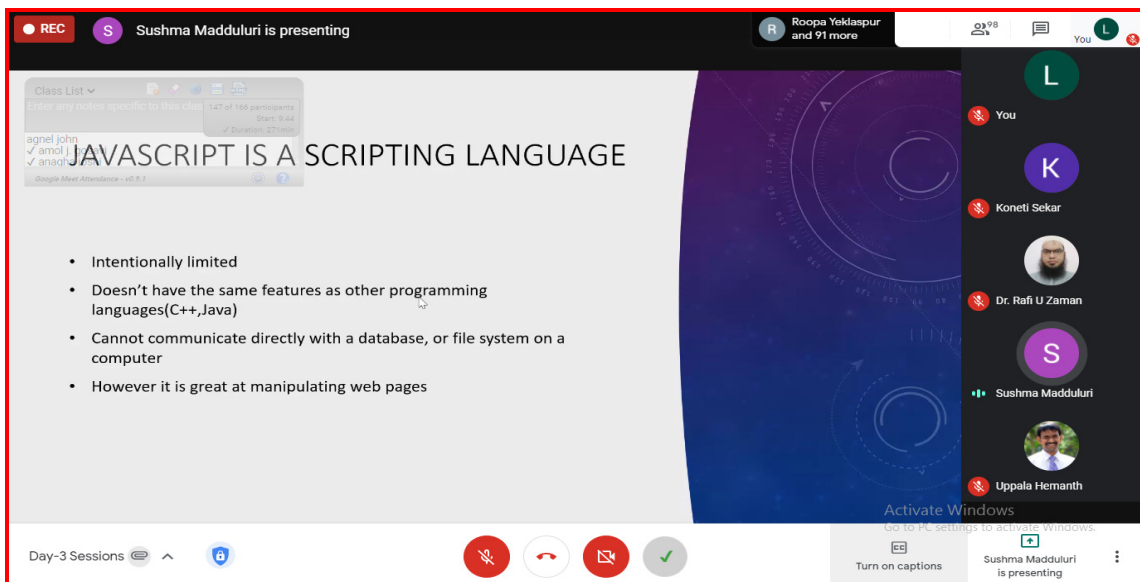 REC
S
Sushma Madduluri is presenting
R
Roopa Yeklaspur
and 91 more
98
You
L
Class List
Enter any notes specific to this clas
147 of 166 participants
Start: 9:44
✓ Duration: 271min
agnel john
✓ amol j. gosavi
✓ anagha joshi
Google Meet Attendance - v0.9.1
JAVASCRIPT IS A SCRIPTING LANGUAGE
• Intentionally limited
• Doesn’t have the same features as other programming
languages(C++,Java)
• Cannot communicate directly with a database, or file system on a
computer
• However it is great at manipulating web pages
L
You
K
Koneti Sekar
Dr. Rafi U Zaman
S
Sushma Madduluri
Uppala Hemanth
Activate Windows
Go to PC settings to activate Windows.
Day-3 Sessions
CC
Turn on captions
Sushma Madduluri
is presenting